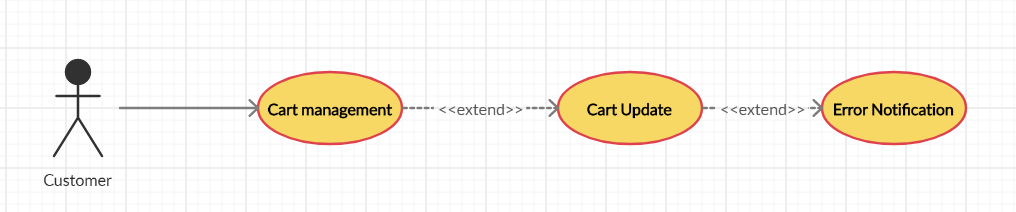 Cart management
<<extend>>
Cart Update
<<extend>>
Error Notification
Customer